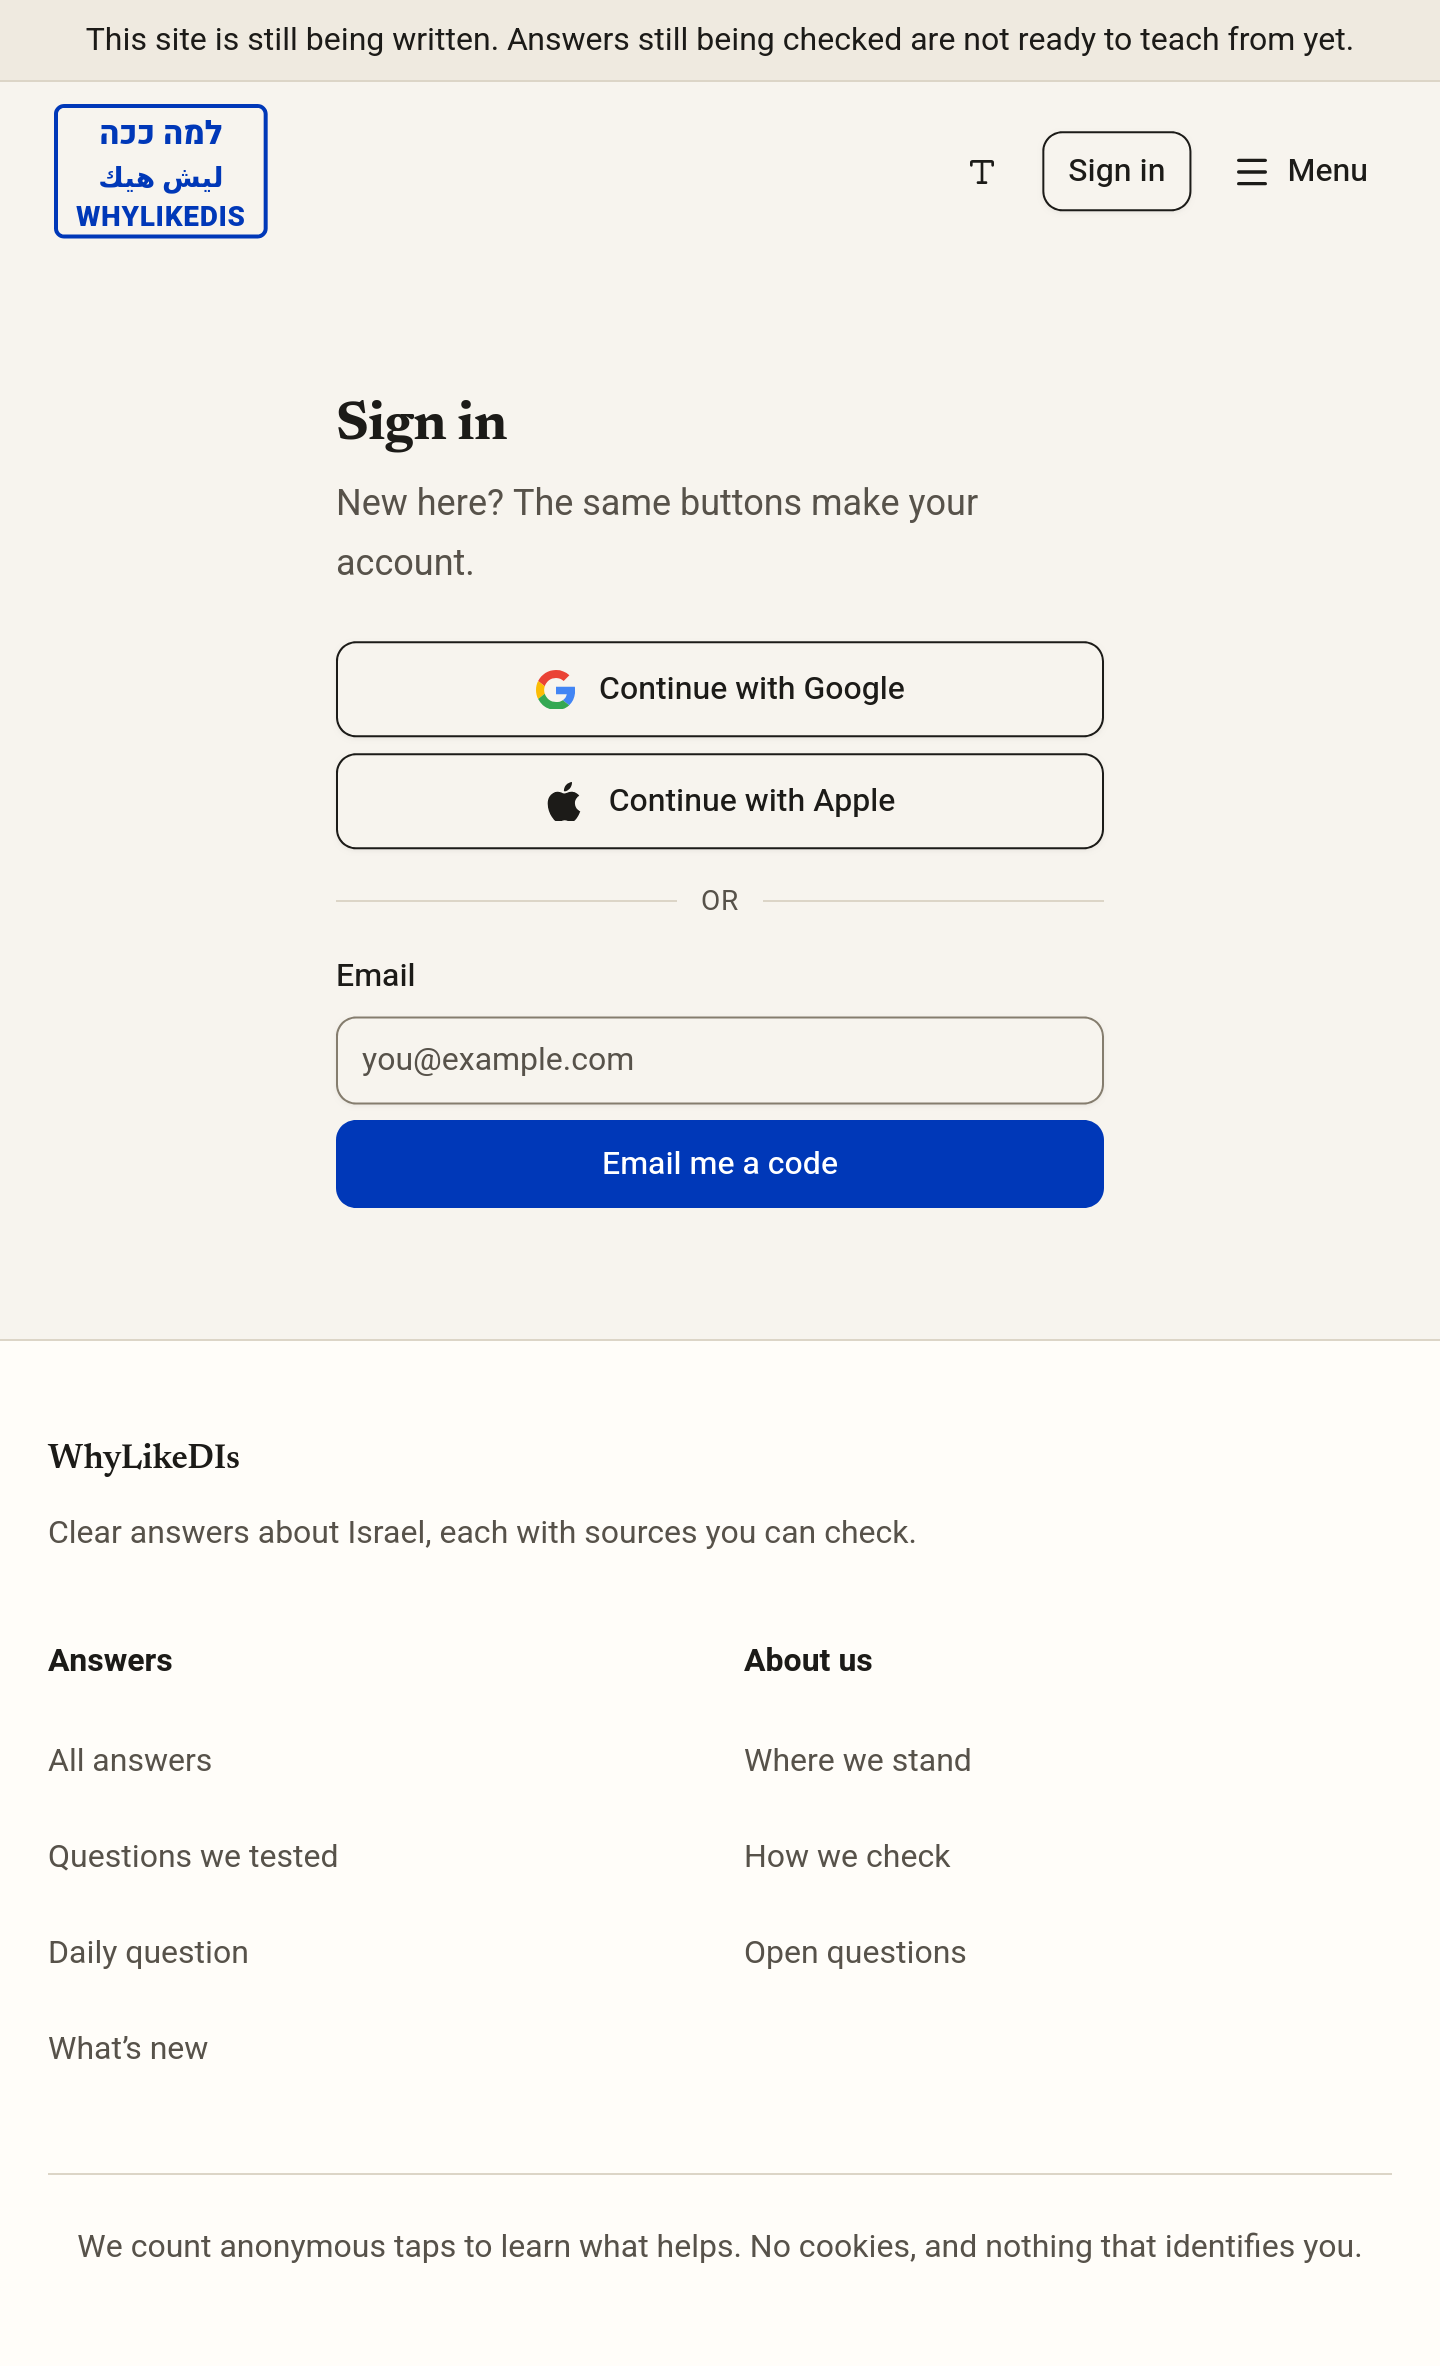 This site is still being written. Answers still being checked are not ready to teach from yet.
למה ככה
ليش هيك
WHYLIKEDIS
Sign in
Menu
Sign in
New here? The same buttons make your
account.
Continue with Google
Continue with Apple
OR
Email
you@example.com
Email me a code
WhyLikeDIs
Clear answers about Israel, each with sources you can check.
Answers
All answers
Questions we tested
Daily question
What’s new
About us
Where we stand
How we check
Open questions
We count anonymous taps to learn what helps. No cookies, and nothing that identifies you.